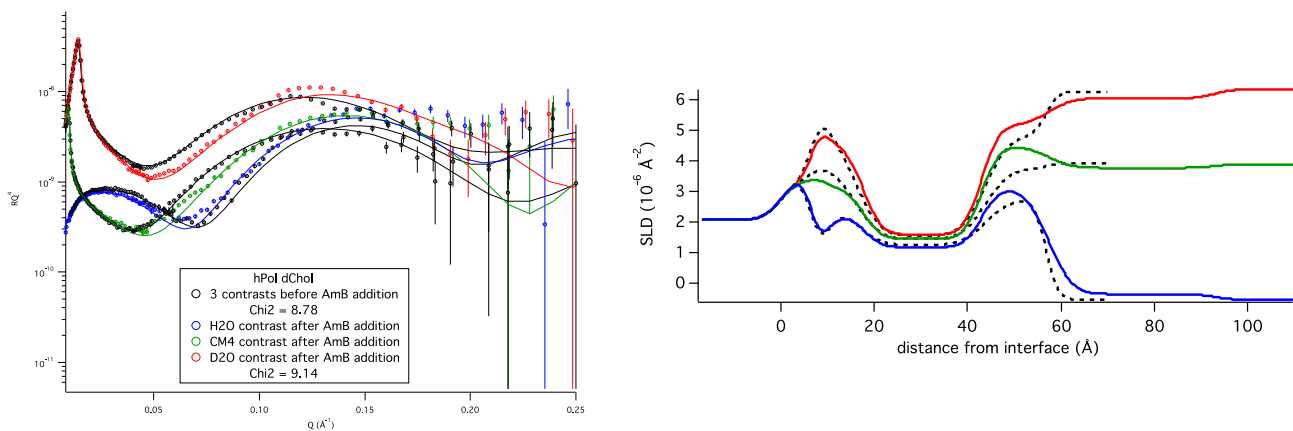 RQ⁴
10⁻⁸
10⁻⁹
10⁻¹⁰
10⁻¹¹
hPol dChol
3 contrasts before AmB addition
Chi2 = 8.78
H2O contrast after AmB addition
CM4 contrast after AmB addition
D2O contrast after AmB addition
Chi2 = 9.14
0.05 0.10 0.15 0.20 0.25
Q (Å⁻¹)
SLD (10⁻⁶ Å⁻²)
6
5
4
3
2
1
0
0 20 40 60 80 100
distance from interface (Å)